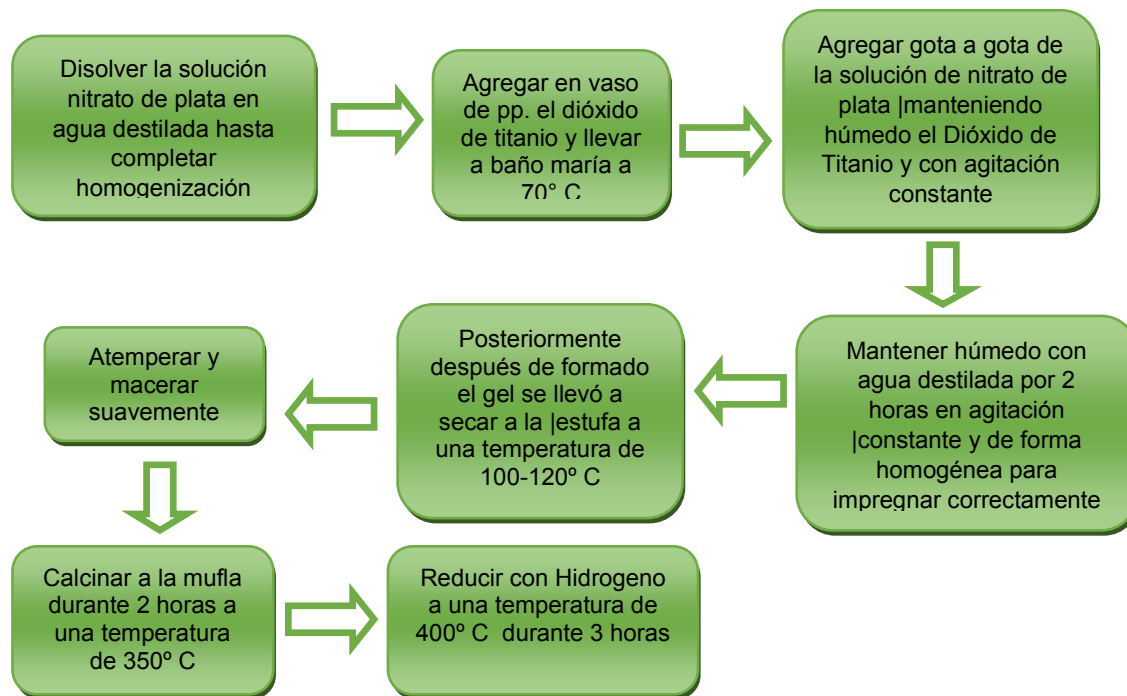 Disolver la solución
nitrato de plata en
agua destilada hasta
completar
homogenización
Agregar en vaso
de pp. el dióxido
de titanio y llevar
a baño maría a
70° C
Agregar gota a gota de
la solución de nitrato de
plata |manteniendo
húmedo el Dióxido de
Titanio y con agitación
constante
Mantener húmedo con
agua destilada por 2
horas en agitación
|constante y de forma
homogénea para
impregnar correctamente
Posteriormente
después de formado
el gel se llevó a
secar a la |estufa a
una temperatura de
100-120º C
Atemperar y
macerar
suavemente
Calcinar a la mufla
durante 2 horas a
una temperatura
de 350º C
Reducir con Hidrogeno
a una temperatura de
400º C durante 3 horas